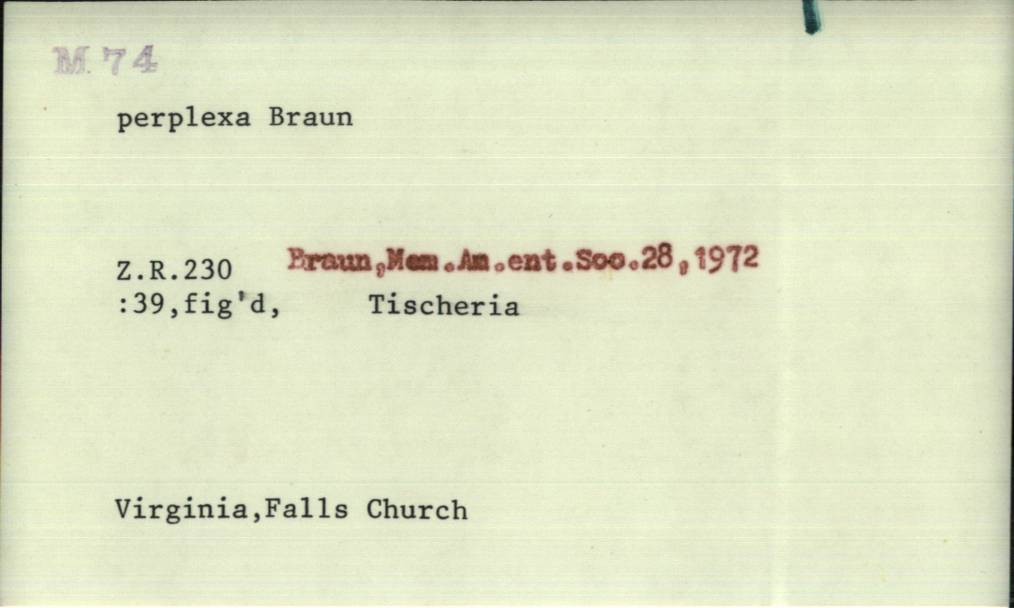 M. 74
perplexa Braun
Z.R.230 Braun,Mem.Am.ent.Soc.28,1972
:39,fig'd, Tischeria
Virginia,Falls Church